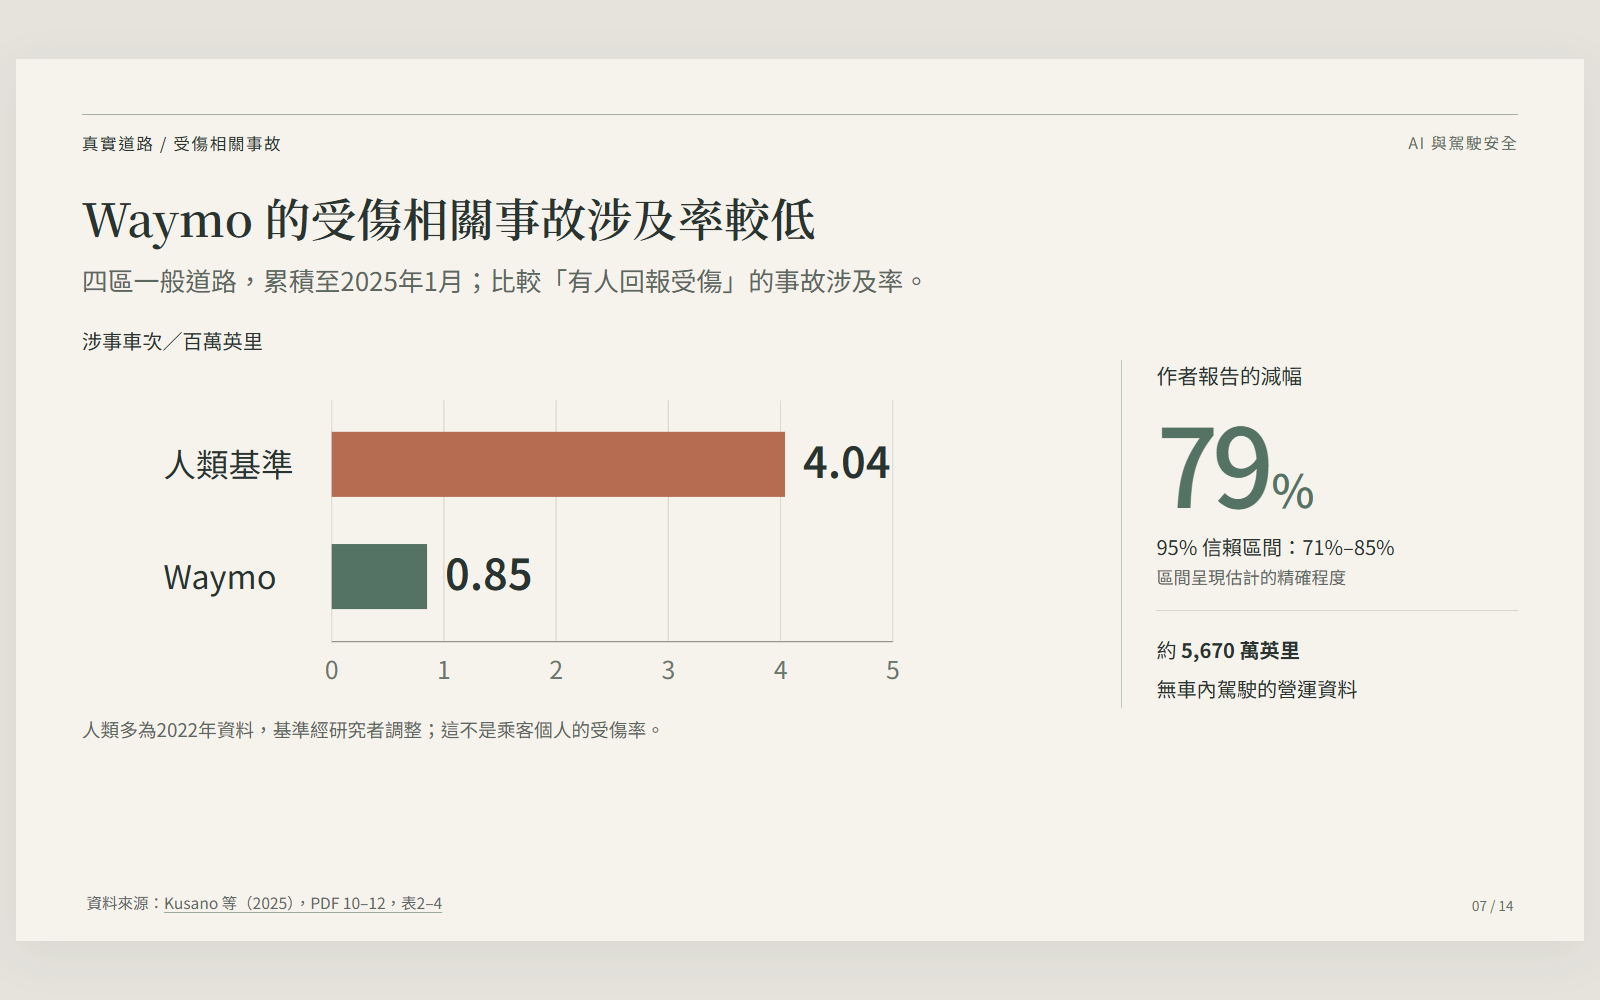 真實道路 / 受傷相關事故
AI 與駕駛安全
Waymo 的受傷相關事故涉及率較低
四區一般道路，累積至2025年1月；比較「有人回報受傷」的事故涉及率。
涉事車次／百萬英里
人類基準
4.04
Waymo
0.85
0 1 2 3 4 5
人類多為2022年資料，基準經研究者調整；這不是乘客個人的受傷率。
作者報告的減幅
79%
95% 信賴區間：71%–85%
區間呈現估計的精確程度
約 5,670 萬英里
無車內駕駛的營運資料
資料來源：Kusano 等（2025），PDF 10–12，表2–4
07 / 14